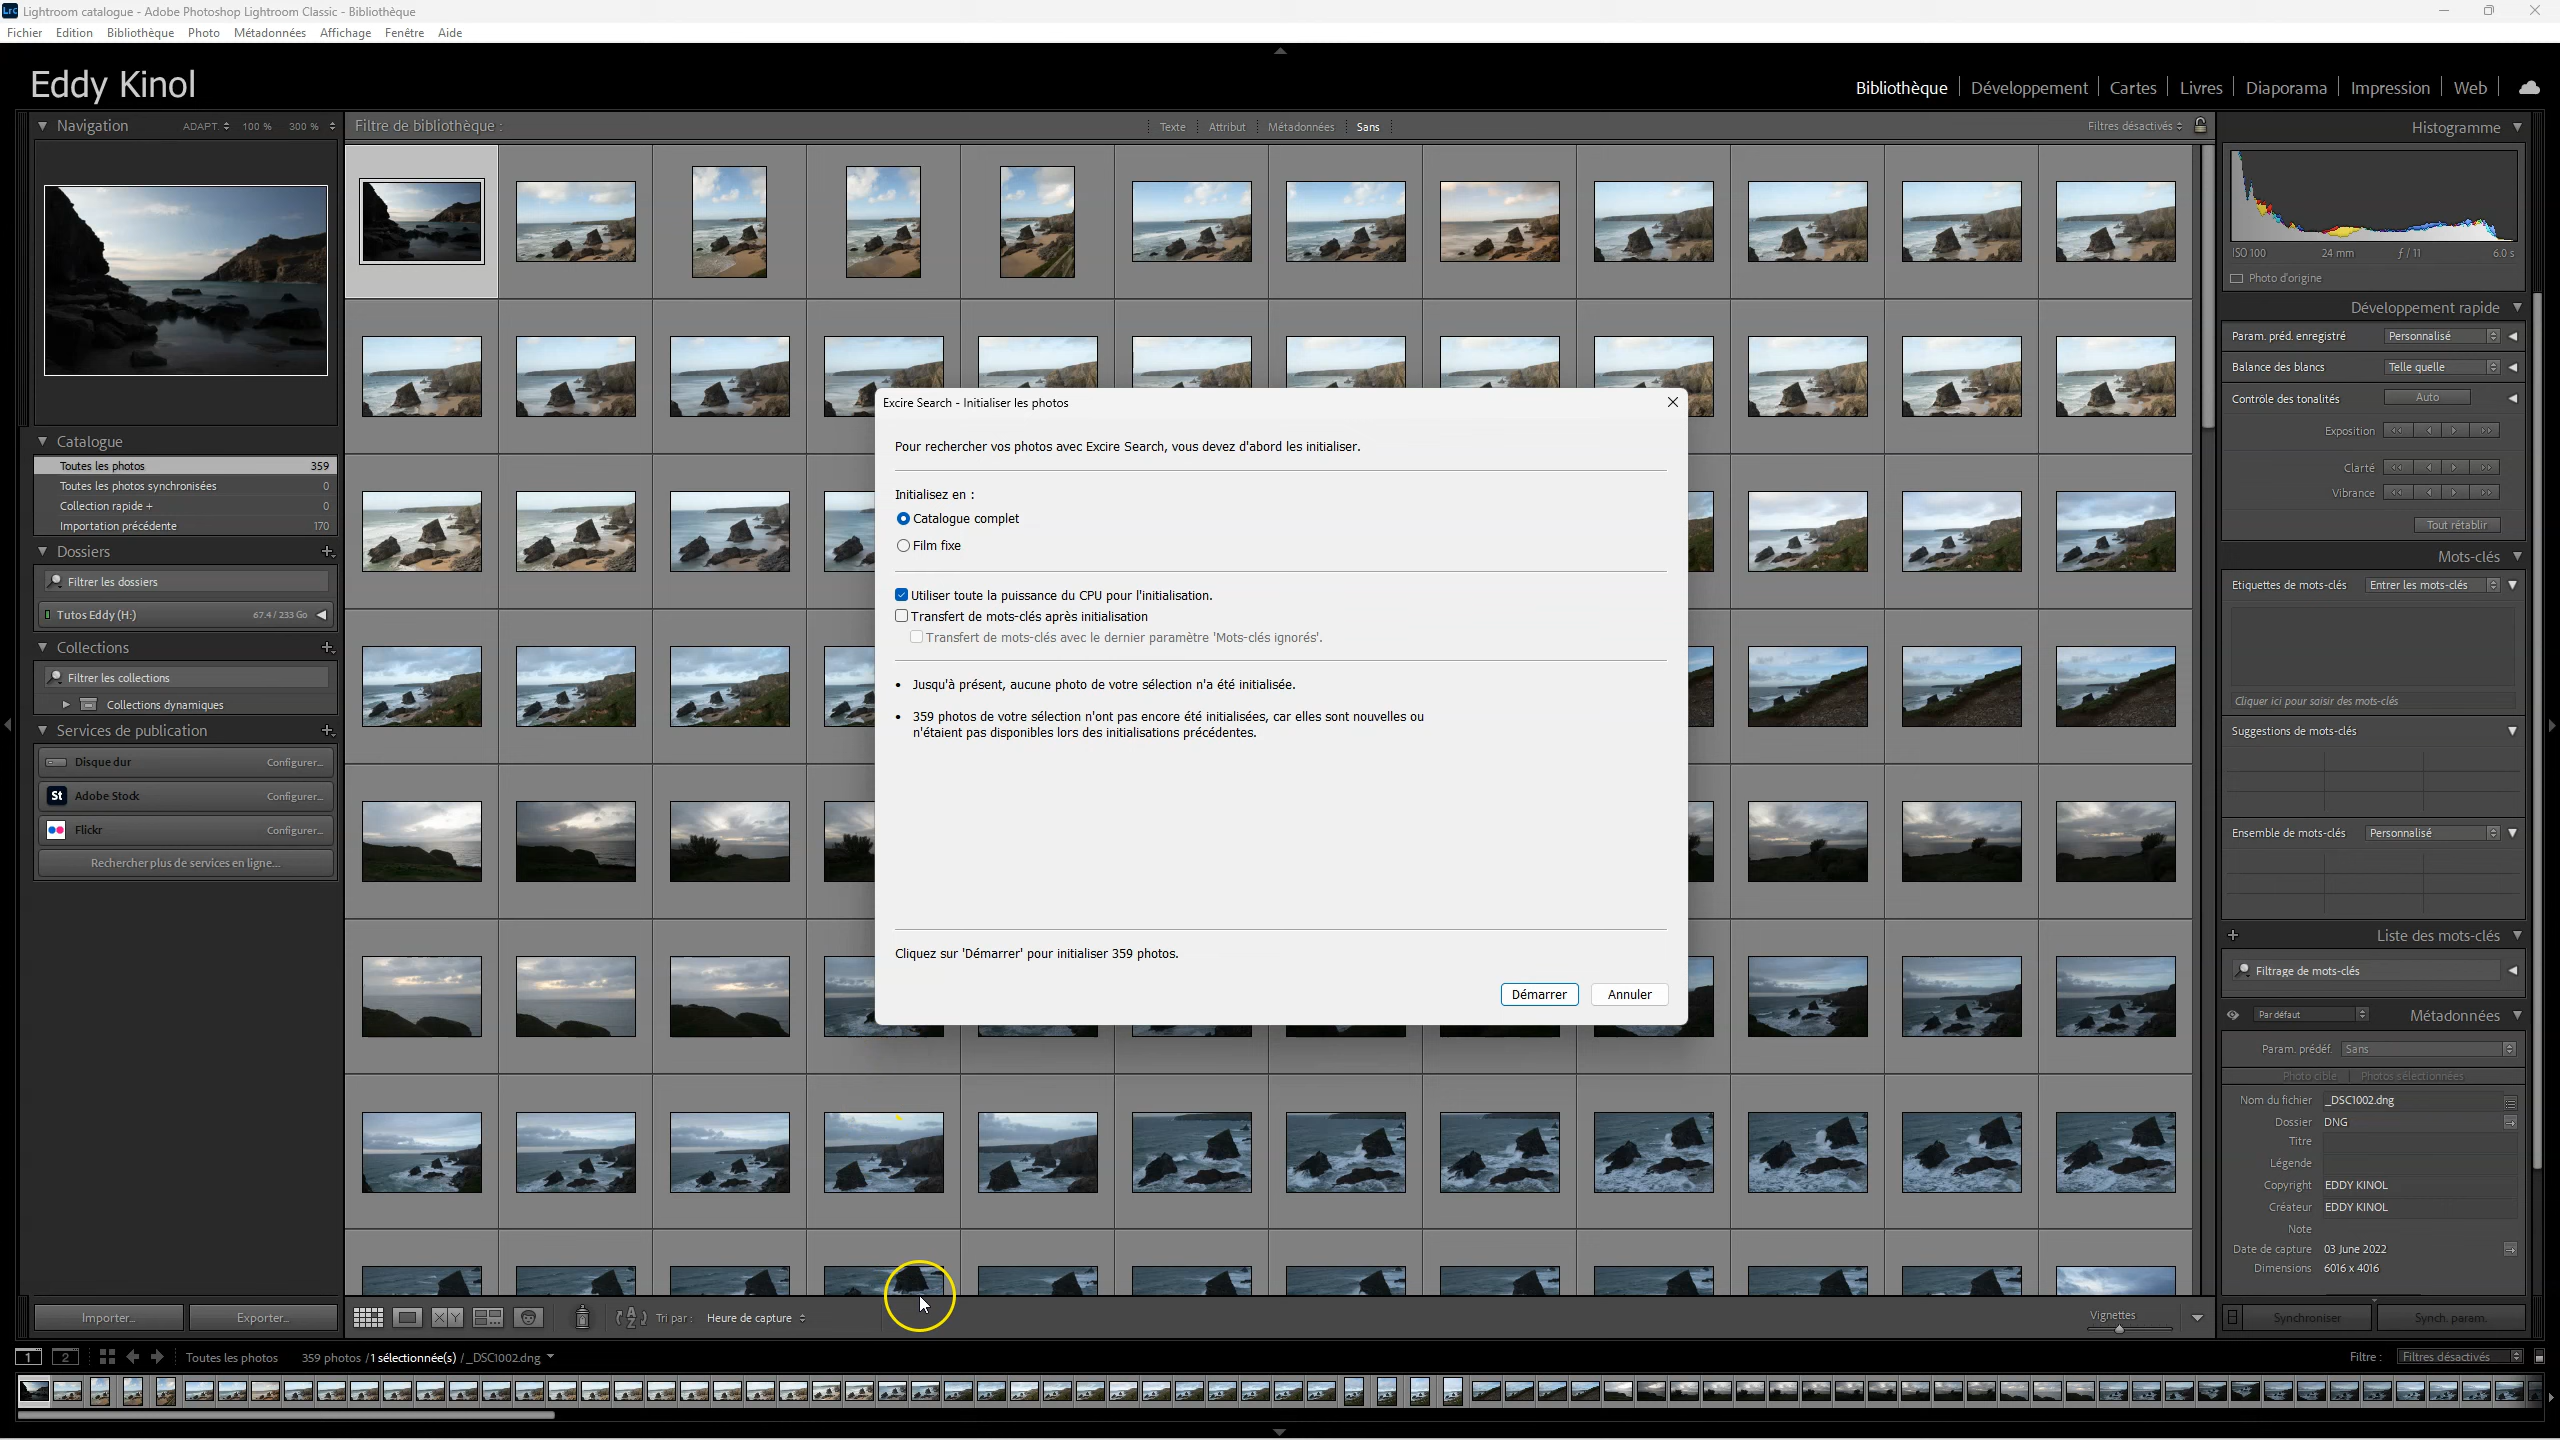 Lrc Lightroom catalogue - Adobe Photoshop Lightroom Classic - Bibliothèque
Fichier Edition Bibliothèque Photo Métadonnées Affichage Fenêtre Aide
Eddy Kinol
Bibliothèque Développement Cartes Livres Diaporama Impression Web
Navigation ADAPT. 100 % 300 %
Catalogue
Toutes les photos 359
Toutes les photos synchronisées 0
Collection rapide + 0
Importation précédente 170
Dossiers
Filtrer les dossiers
Tutos Eddy (H:) 67.4 / 233 Go
Collections
Filtrer les collections
Collections dynamiques
Services de publication
Disque dur Configurer...
St Adobe Stock Configurer...
Flickr Configurer...
Rechercher plus de services en ligne...
Importer... Exporter...
Filtre de bibliothèque : Texte Attribut Métadonnées Sans Filtres désactivés
Excire Search - Initialiser les photos
Pour rechercher vos photos avec Excire Search, vous devez d'abord les initialiser.
Initialisez en :
Catalogue complet
Film fixe
Utiliser toute la puissance du CPU pour l'initialisation.
Transfert de mots-clés après initialisation
Transfert de mots-clés avec le dernier paramètre 'Mots-clés ignorés'.
• Jusqu'à présent, aucune photo de votre sélection n'a été initialisée.
• 359 photos de votre sélection n'ont pas encore été initialisées, car elles sont nouvelles ou
n'étaient pas disponibles lors des initialisations précédentes.
Cliquez sur 'Démarrer' pour initialiser 359 photos.
Démarrer Annuler
XY AZ Tri par : Heure de capture Vignettes
Histogramme
ISO 100 24 mm ƒ / 11 6.0 s
Photo d'origine
Développement rapide
Param. préd. enregistré Personnalisé
Balance des blancs Telle quelle
Contrôle des tonalités Auto
Exposition
Clarté
Vibrance
Tout rétablir
Mots-clés
Etiquettes de mots-clés Entrer les mots-clés
Cliquer ici pour saisir des mots-clés
Suggestions de mots-clés
Ensemble de mots-clés Personnalisé
+ Liste des mots-clés
Filtrage de mots-clés
Par défaut Métadonnées
Param. prédéf. Sans
Photo cible Photos sélectionnées
Nom du fichier _DSC1002.dng
Dossier DNG
Titre
Légende
Copyright EDDY KINOL
Créateur EDDY KINOL
Note
Date de capture 03 June 2022
Dimensions 6016 x 4016
Synchroniser Synch. param.
1 2 Toutes les photos 359 photos / 1 sélectionnée(s) / _DSC1002.dng Filtre : Filtres désactivés